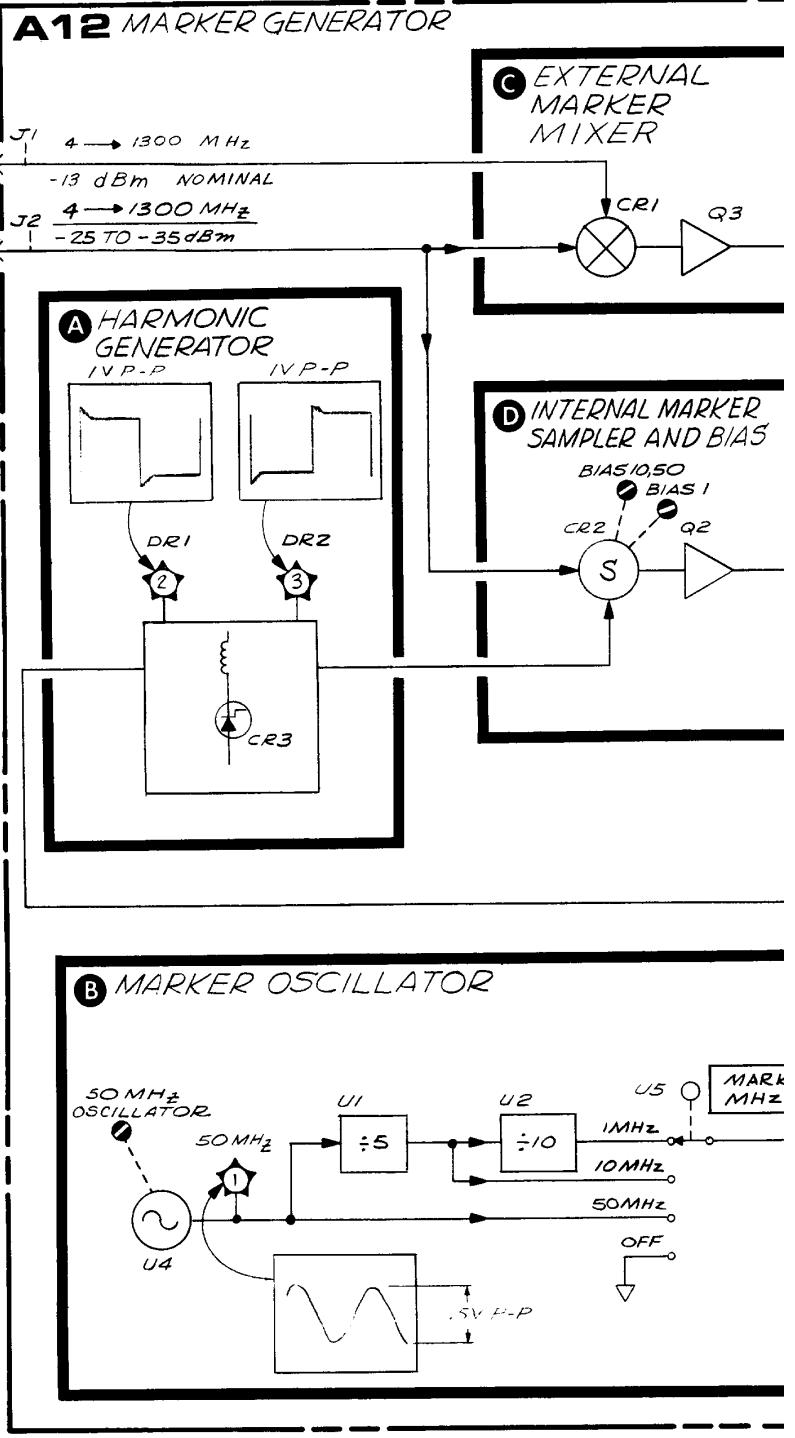 A12 MARKER GENERATOR
C EXTERNAL
MARKER
MIXER
J1 4 → 1300 MHz
-13 dBm NOMINAL
J2 4 → 1300 MHz
-25 TO -35 dBm
CR1
Q3
A HARMONIC
GENERATOR
1V P-P
1V P-P
DR1
DR2
2
3
CR3
D INTERNAL MARKER
SAMPLER AND BIAS
BIAS 10,50
BIAS 1
CR2
Q2
S
B MARKER OSCILLATOR
50 MHz
OSCILLATOR
50 MHz
1
U4
U1
÷5
U2
÷10
U5
MARK
MHZ
1MHz
10MHz
50MHz
OFF
.5V P-P